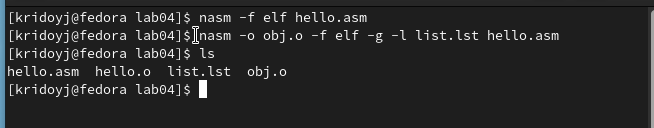 [kridoyj@fedora lab04]$ nasm -f elf hello.asm
[kridoyj@fedora lab04]$ nasm -o obj.o -f elf -g -l list.lst hello.asm
[kridoyj@fedora lab04]$ ls
hello.asm  hello.o  list.lst  obj.o
[kridoyj@fedora lab04]$